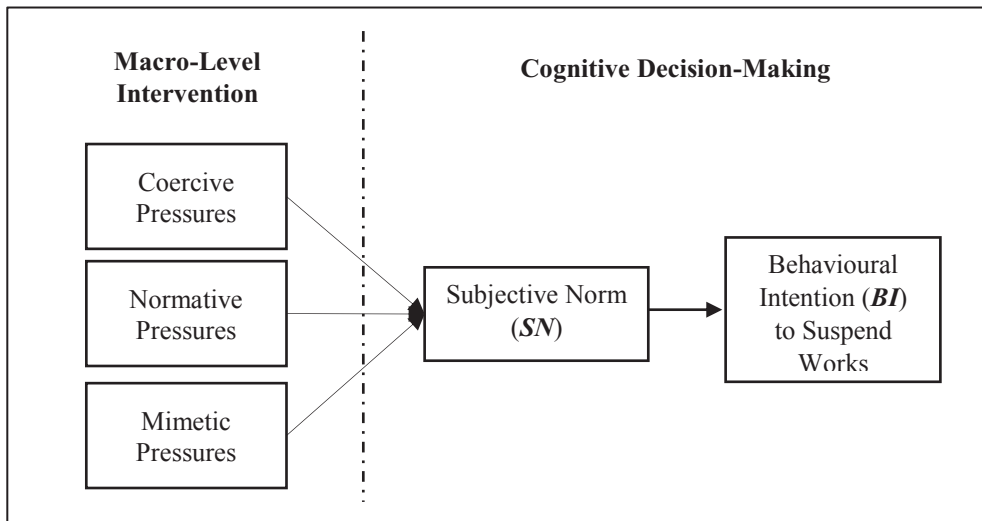 Macro-Level
Intervention
Cognitive Decision-Making
Coercive
Pressures
Normative
Pressures
Mimetic
Pressures
Subjective Norm
(SN)
Behavioural
Intention (BI)
to Suspend
Works